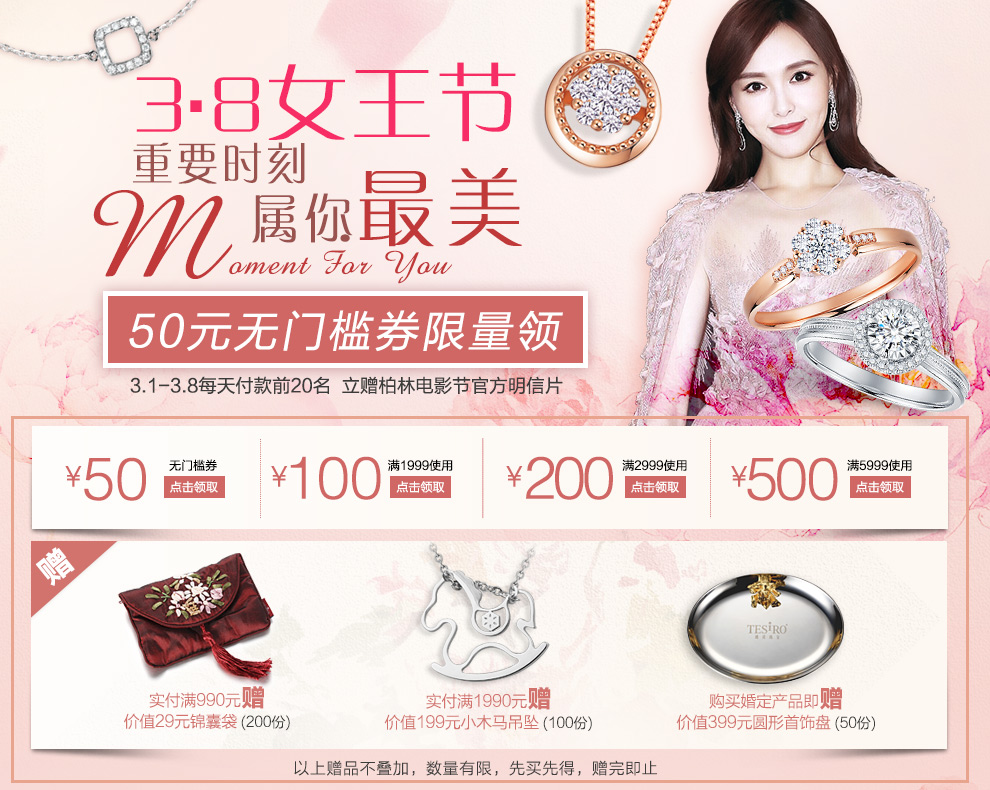 3·8女王节
重要时刻
属你最美
Moment For You
50元无门槛券限量领
3.1-3.8每天付款前20名 立赠柏林电影节官方明信片
¥50 无门槛券 点击领取
¥100 满1999使用 点击领取
¥200 满2999使用 点击领取
¥500 满5999使用 点击领取
赠
TESIRO
实付满990元赠
价值29元锦囊袋 (200份)
实付满1990元赠
价值199元小木马吊坠 (100份)
购买婚定产品即赠
价值399元圆形首饰盘 (50份)
以上赠品不叠加，数量有限，先买先得，赠完即止